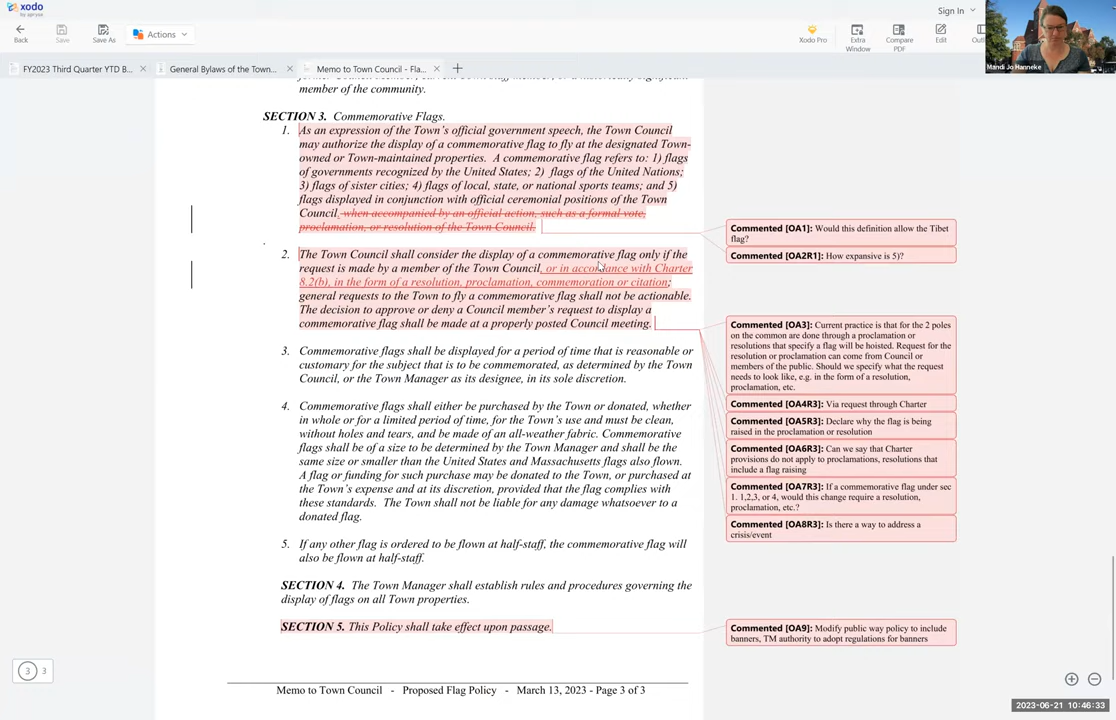 xodo
by apryse
Sign In
Back
Save
Save As
Actions
Xodo Pro
Extra
Window
Compare
PDF
Edit
Mandi Jo Hanneke
FY2023 Third Quarter YTD B...
General Bylaws of the Town...
Memo to Town Council - Fla...
member of the community.
SECTION 3. Commemorative Flags.
1. As an expression of the Town's official government speech, the Town Council
may authorize the display of a commemorative flag to fly at the designated Town-
owned or Town-maintained properties. A commemorative flag refers to: 1) flags
of governments recognized by the United States; 2) flags of the United Nations;
3) flags of sister cities; 4) flags of local, state, or national sports teams; and 5)
flags displayed in conjunction with official ceremonial positions of the Town
Council. when accompanied by an official action, such as a formal vote,
proclamation, or resolution of the Town Council.
2. The Town Council shall consider the display of a commemorative flag only if the
request is made by a member of the Town Council, or in accordance with Charter
8.2(b), in the form of a resolution, proclamation, commemoration or citation;
general requests to the Town to fly a commemorative flag shall not be actionable.
The decision to approve or deny a Council member's request to display a
commemorative flag shall be made at a properly posted Council meeting.
3. Commemorative flags shall be displayed for a period of time that is reasonable or
customary for the subject that is to be commemorated, as determined by the Town
Council, or the Town Manager as its designee, in its sole discretion.
4. Commemorative flags shall either be purchased by the Town or donated, whether
in whole or for a limited period of time, for the Town's use and must be clean,
without holes and tears, and be made of an all-weather fabric. Commemorative
flags shall be of a size to be determined by the Town Manager and shall be the
same size or smaller than the United States and Massachusetts flags also flown.
A flag or funding for such purchase may be donated to the Town, or purchased at
the Town's expense and at its discretion, provided that the flag complies with
these standards. The Town shall not be liable for any damage whatsoever to a
donated flag.
5. If any other flag is ordered to be flown at half-staff, the commemorative flag will
also be flown at half-staff.
SECTION 4. The Town Manager shall establish rules and procedures governing the
display of flags on all Town properties.
SECTION 5. This Policy shall take effect upon passage.
Memo to Town Council - Proposed Flag Policy - March 13, 2023 - Page 3 of 3
Commented [OA1]: Would this definition allow the Tibet
flag?
Commented [OA2R1]: How expansive is 5)?
Commented [OA3]: Current practice is that for the 2 poles
on the common are done through a proclamation or
resolutions that specify a flag will be hoisted. Request for the
resolution or proclamation can come from Council or
members of the public. Should we specify what the request
needs to look like, e.g. in the form of a resolution,
proclamation, etc.
Commented [OA4R3]: Via request through Charter
Commented [OA5R3]: Declare why the flag is being
raised in the proclamation or resolution
Commented [OA6R3]: Can we say that Charter
provisions do not apply to proclamations, resolutions that
include a flag raising
Commented [OA7R3]: If a commemorative flag under sec
1. 1,2,3, or 4, would this change require a resolution,
proclamation, etc.?
Commented [OA8R3]: Is there a way to address a
crisis/event
Commented [OA9]: Modify public way policy to include
banners, TM authority to adopt regulations for banners
3 3
2023-06-21 10:46:33